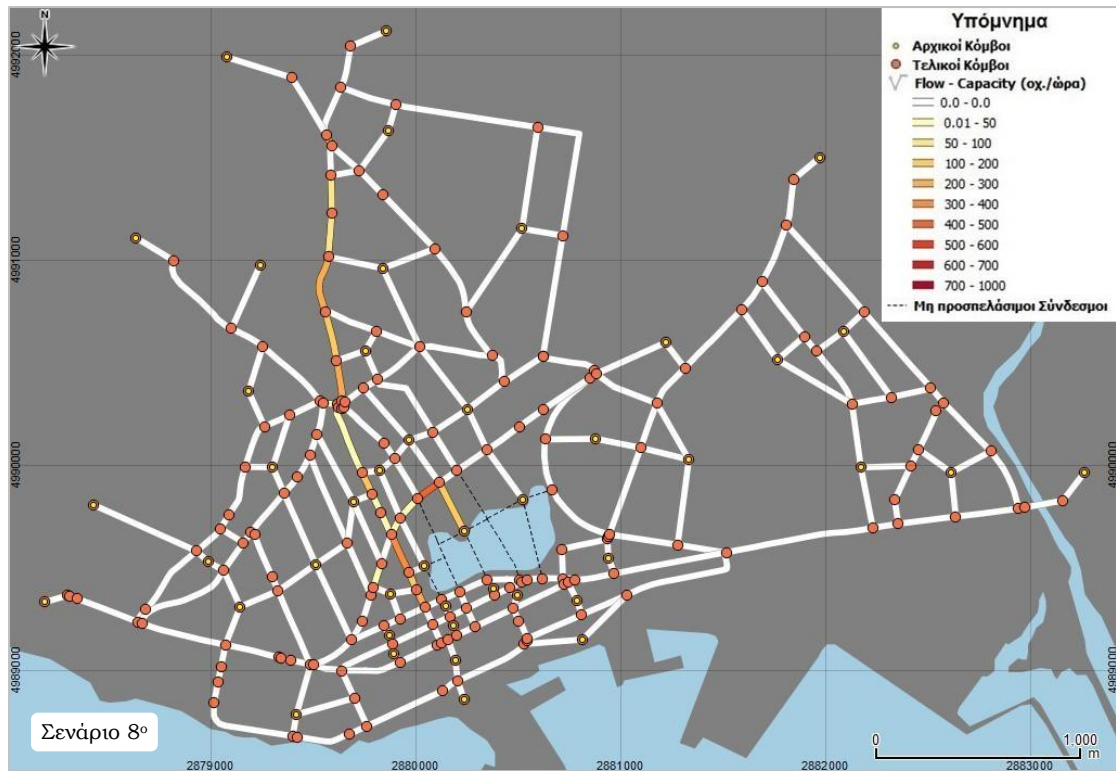 N
Υπόμνημα
Αρχικοί Κόμβοι
Τελικοί Κόμβοι
Flow - Capacity (οχ./ώρα)
0.0 - 0.0
0.01 - 50
50 - 100
100 - 200
200 - 300
300 - 400
400 - 500
500 - 600
600 - 700
700 - 1000
Μη προσπελάσιμοι Σύνδεσμοι
4992000
4991000
4990000
4990000
4989000
4989000
Σενάριο 8ο
0 1.000
m
2879000 2880000 2881000 2882000 2883000